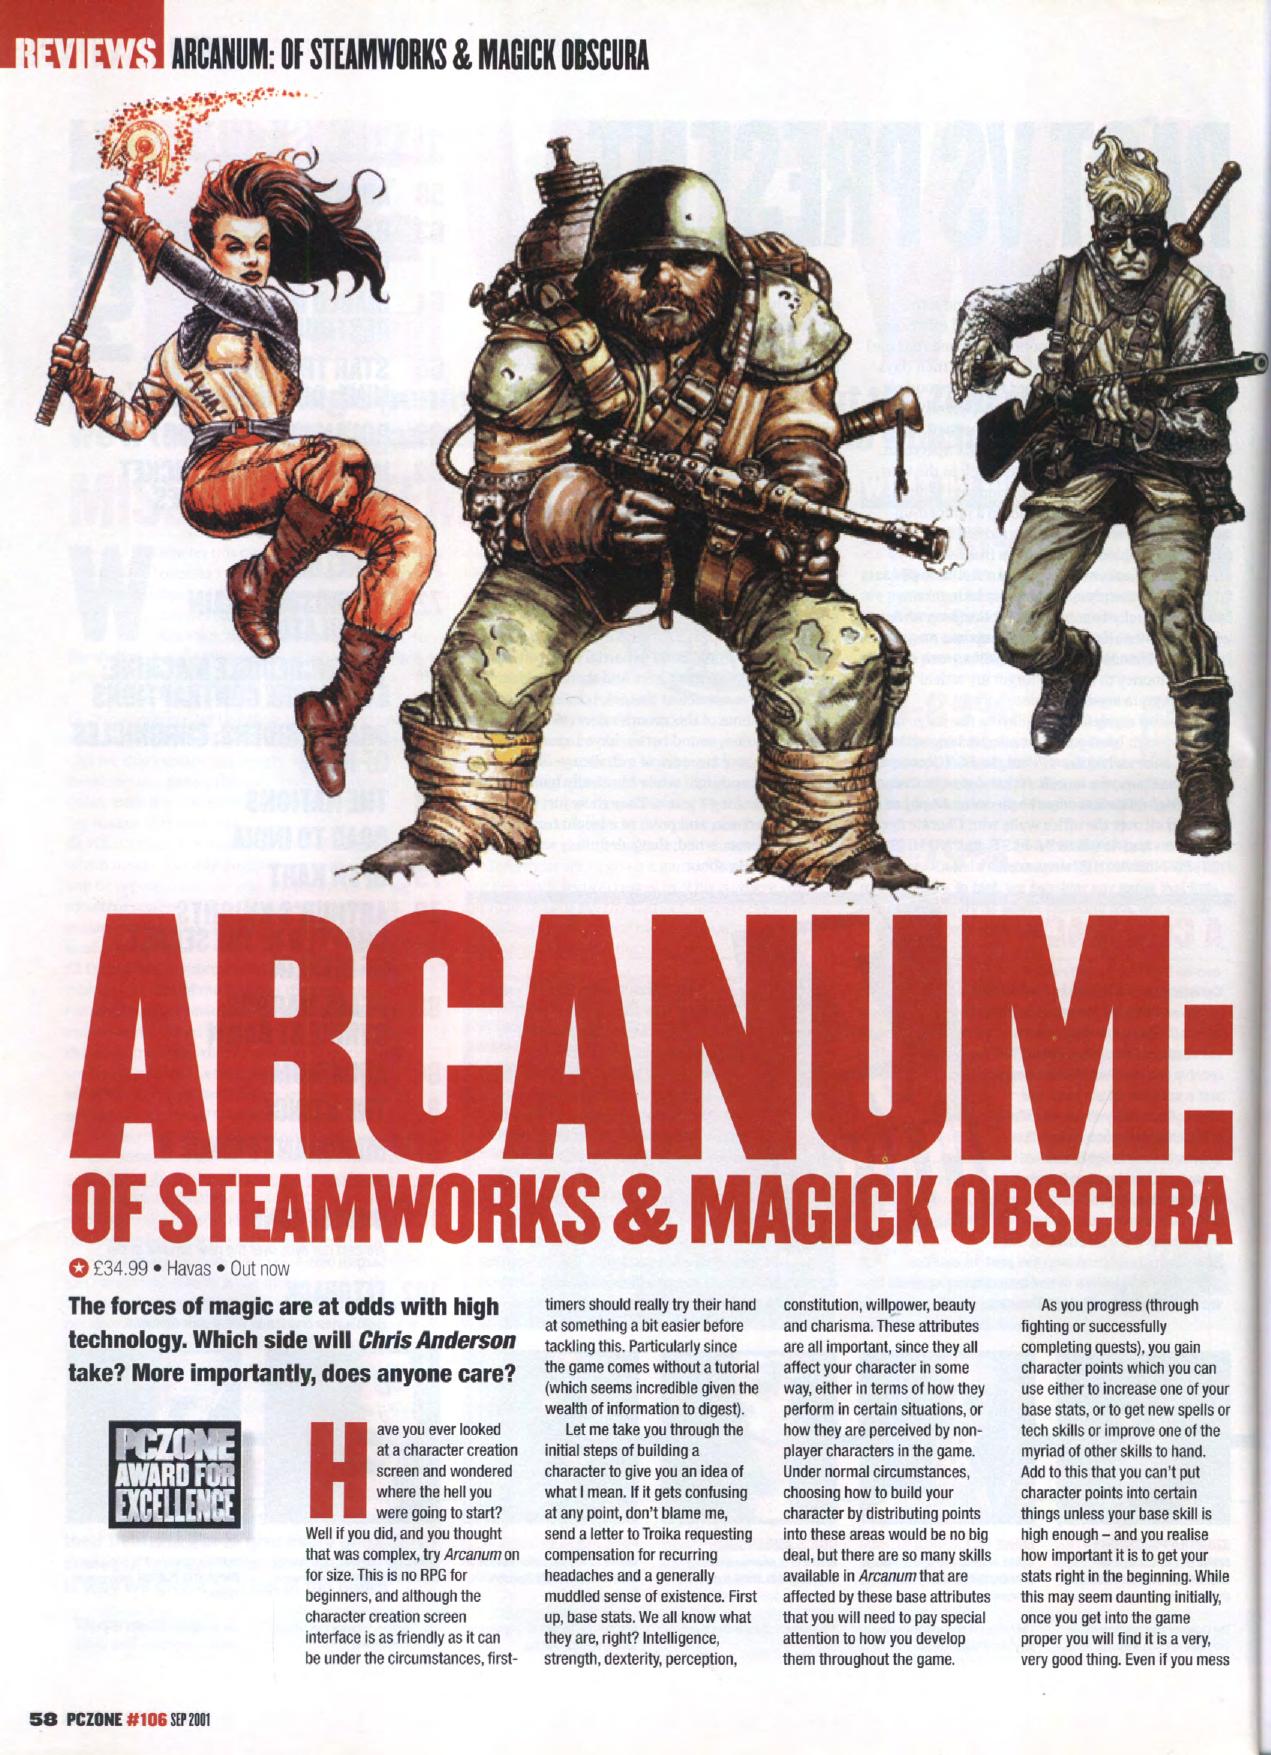 REVIEWS ARCANUM: OF STEAMWORKS & MAGICK OBSCURA
ARCANUM:
OF STEAMWORKS & MAGICK OBSCURA
£34.99 • Havas • Out now
The forces of magic are at odds with high
technology. Which side will Chris Anderson
take? More importantly, does anyone care?
PCZONE
AWARD FOR
EXCELLENCE
Have you ever looked
at a character creation
screen and wondered
where the hell you
were going to start?
Well if you did, and you thought
that was complex, try Arcanum on
for size. This is no RPG for
beginners, and although the
character creation screen
interface is as friendly as it can
be under the circumstances, first-
timers should really try their hand
at something a bit easier before
tackling this. Particularly since
the game comes without a tutorial
(which seems incredible given the
wealth of information to digest).
Let me take you through the
initial steps of building a
character to give you an idea of
what I mean. If it gets confusing
at any point, don't blame me,
send a letter to Troika requesting
compensation for recurring
headaches and a generally
muddled sense of existence. First
up, base stats. We all know what
they are, right? Intelligence,
strength, dexterity, perception,
constitution, willpower, beauty
and charisma. These attributes
are all important, since they all
affect your character in some
way, either in terms of how they
perform in certain situations, or
how they are perceived by non-
player characters in the game.
Under normal circumstances,
choosing how to build your
character by distributing points
into these areas would be no big
deal, but there are so many skills
available in Arcanum that are
affected by these base attributes
that you will need to pay special
attention to how you develop
them throughout the game.
As you progress (through
fighting or successfully
completing quests), you gain
character points which you can
use either to increase one of your
base stats, or to get new spells or
tech skills or improve one of the
myriad of other skills to hand.
Add to this that you can't put
character points into certain
things unless your base skill is
high enough – and you realise
how important it is to get your
stats right in the beginning. While
this may seem daunting initially,
once you get into the game
proper you will find it is a very,
very good thing. Even if you mess
58 PCZONE #106 SEP 2001